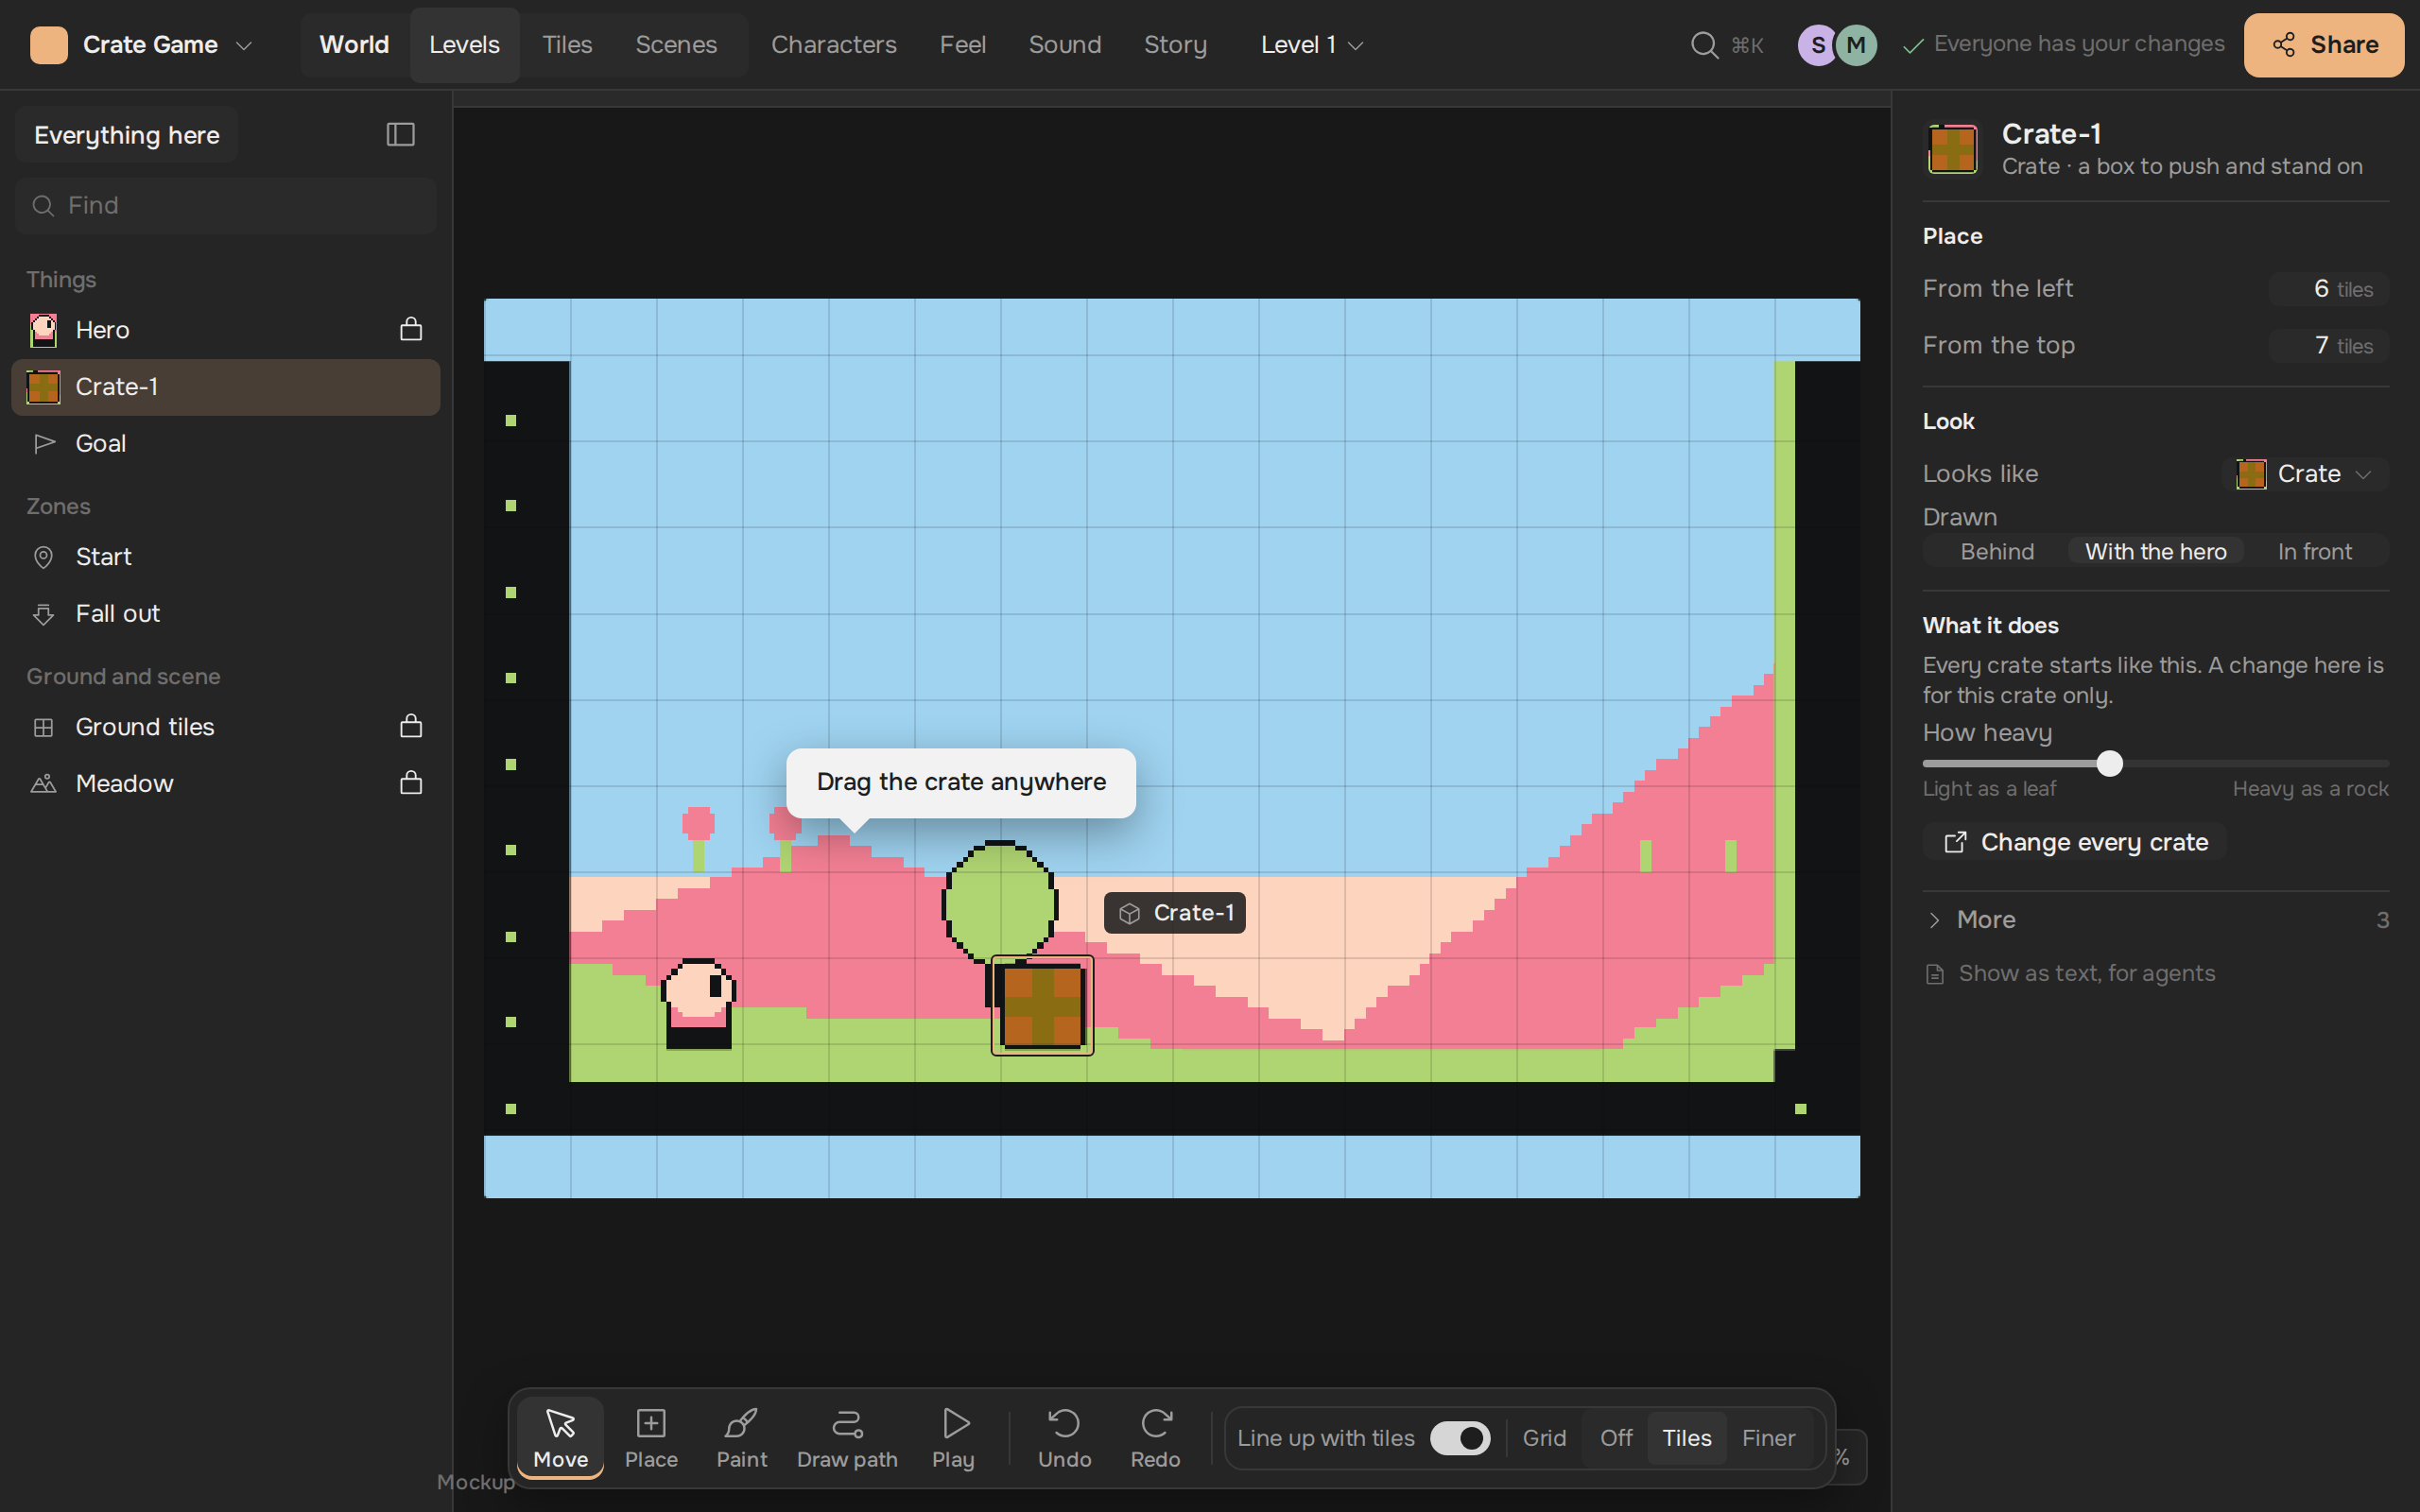 Crate Game
World
Levels
Tiles
Scenes
Characters
Feel
Sound
Story
Level 1
⌘K
S
M
Everyone has your changes
Share
Everything here
Find
Things
Hero
Crate-1
Goal
Zones
Start
Fall out
Ground and scene
Ground tiles
Meadow
Drag the crate anywhere
Crate-1
Crate-1
Crate · a box to push and stand on
Place
From the left
6 tiles
From the top
7 tiles
Look
Looks like
Crate
Drawn
Behind
With the hero
In front
What it does
Every crate starts like this. A change here is
for this crate only.
How heavy
Light as a leaf
Heavy as a rock
Change every crate
More
3
Show as text, for agents
Move
Place
Paint
Draw path
Play
Undo
Redo
Line up with tiles
Grid
Off
Tiles
Finer
%
Mockup